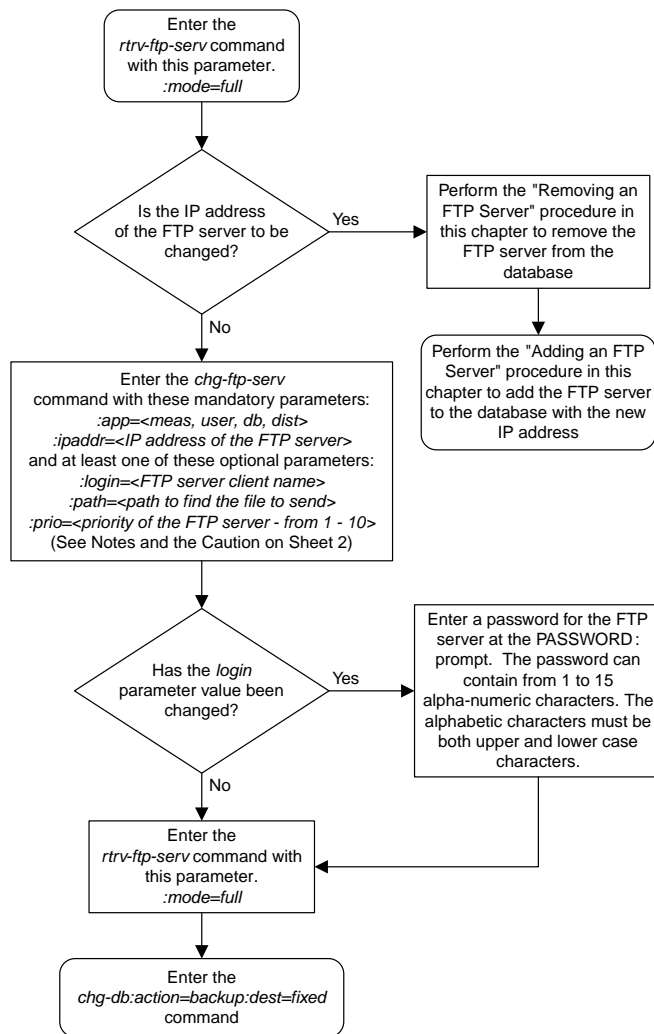 Enter the
rtrv-ftp-serv command
with this parameter.
:mode=full
Is the IP address
of the FTP server to be
changed?
Yes
Perform the "Removing an
FTP Server" procedure in
this chapter to remove the
FTP server from the
database
Perform the "Adding an FTP
Server" procedure in this
chapter to add the FTP server
to the database with the new
IP address
No
Enter the chg-ftp-serv
command with these mandatory parameters:
:app=<meas, user, db, dist>
:ipaddr=<IP address of the FTP server>
and at least one of these optional parameters:
:login=<FTP server client name>
:path=<path to find the file to send>
:prio=<priority of the FTP server - from 1 - 10>
(See Notes and the Caution on Sheet 2)
Has the login
parameter value been
changed?
Yes
Enter a password for the FTP
server at the PASSWORD:
prompt. The password can
contain from 1 to 15
alpha-numeric characters. The
alphabetic characters must be
both upper and lower case
characters.
No
Enter the
rtrv-ftp-serv command with
this parameter.
:mode=full
Enter the
chg-db:action=backup:dest=fixed
command